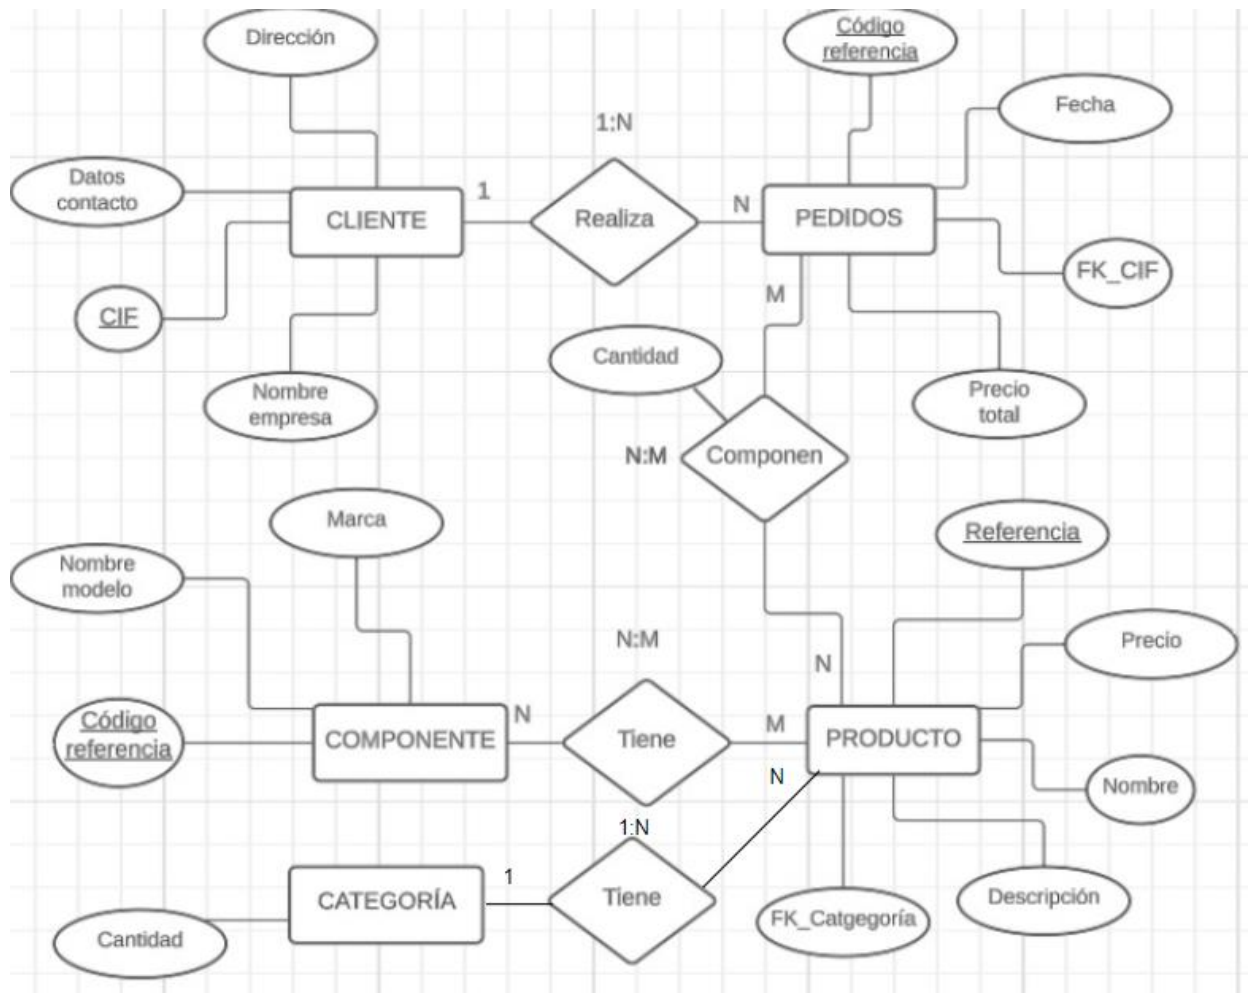 Dirección
Código
referencia
Fecha
1:N
Datos
contacto
CLIENTE
1
Realiza
N
PEDIDOS
FK_CIF
CIF
M
Nombre
empresa
Cantidad
Precio
total
N:M
Componen
Marca
Referencia
Nombre
modelo
N:M
Precio
N
Código
referencia
COMPONENTE
N
Tiene
M
PRODUCTO
N
Nombre
1:N
CATEGORÍA
1
Tiene
FK_Catgegoría
Descripción
Cantidad